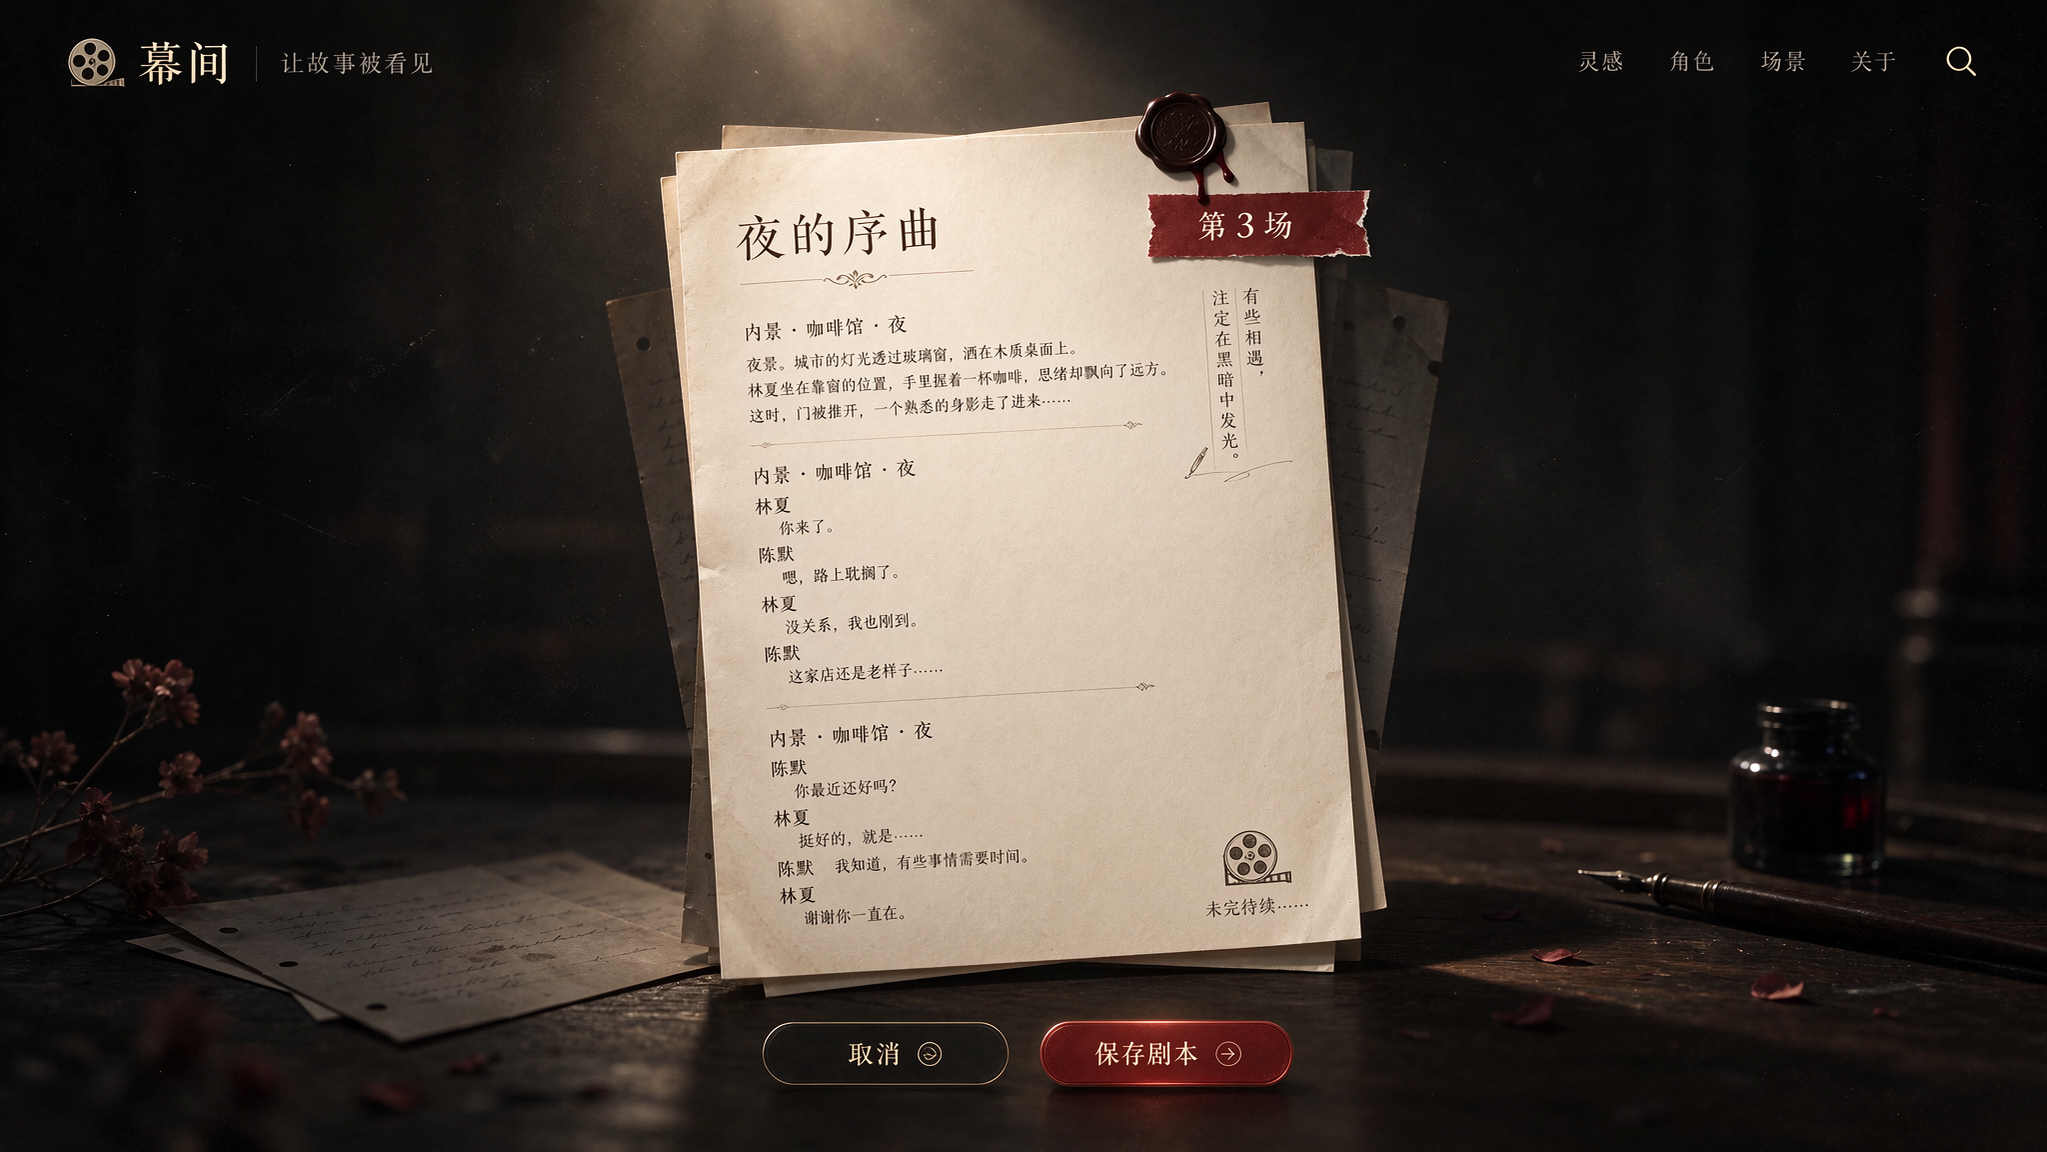 幕间
让故事被看见
灵感
角色
场景
关于
第 3 场
夜的序曲
有些相遇，
注定在黑暗中发光。
内景 · 咖啡馆 · 夜
夜景。城市的灯光透过玻璃窗，洒在木质桌面上。
林夏坐在靠窗的位置，手里握着一杯咖啡，思绪却飘向了远方。
这时，门被推开，一个熟悉的身影走了进来……
内景 · 咖啡馆 · 夜
林夏
你来了。
陈默
嗯，路上耽搁了。
林夏
没关系，我也刚到。
陈默
这家店还是老样子……
内景 · 咖啡馆 · 夜
陈默
你最近还好吗？
林夏
挺好的，就是……
陈默 我知道，有些事情需要时间。
林夏
谢谢你一直在。
未完待续……
取消
保存剧本